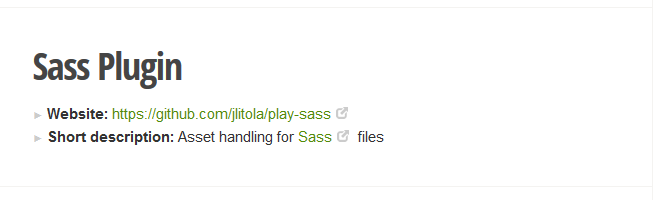 Sass Plugin
Website: https://github.com/jlitola/play-sass
Short description: Asset handling for Sass files